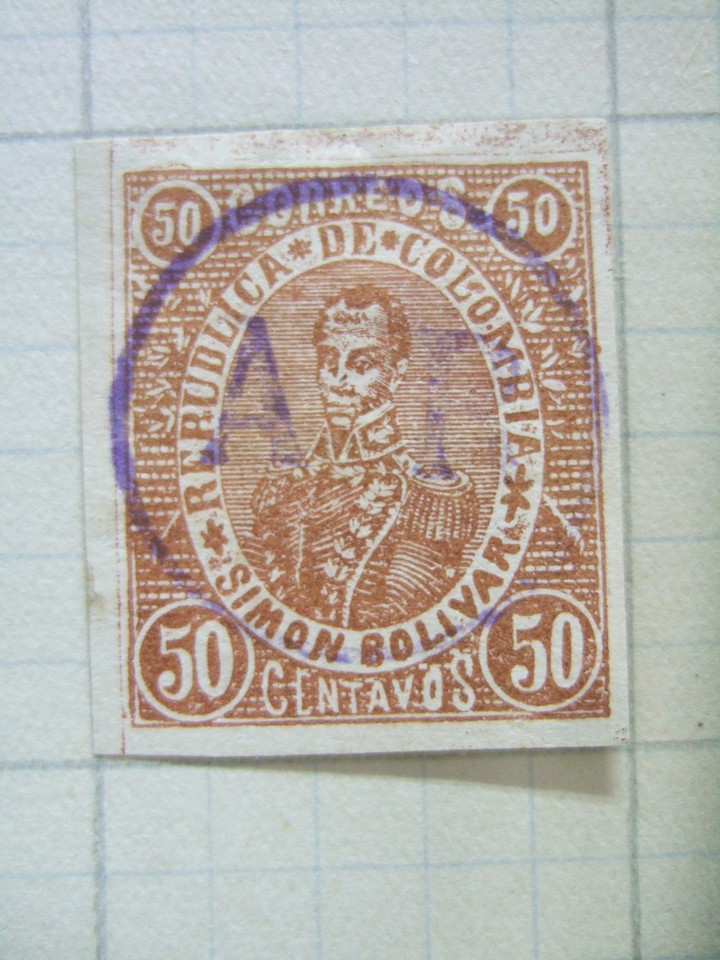 50 CORREOS 50
REPUBLICA * DE * COLOMBIA
A T
* SIMON BOLIVAR *
50 CENTAVOS 50